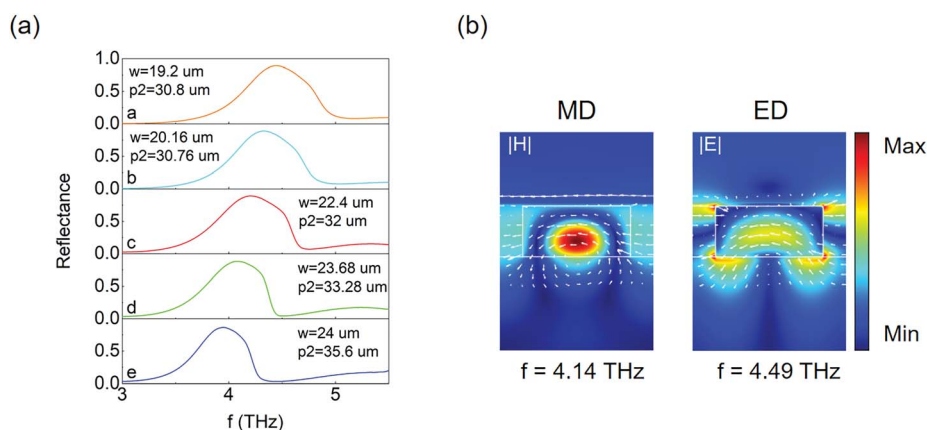 (a)
Reflectance
1.0
w=19.2 um
p2=30.8 um
0.5
a
0.0
w=20.16 um
p2=30.76 um
0.5
b
0.0
w=22.4 um
p2=32 um
0.5
c
0.0
w=23.68 um
p2=33.28 um
0.5
d
0.0
w=24 um
p2=35.6 um
0.5
e
0.0
3 4 5
f (THz)
(b)
MD ED
|H| |E|
Max
Min
f = 4.14 THz f = 4.49 THz